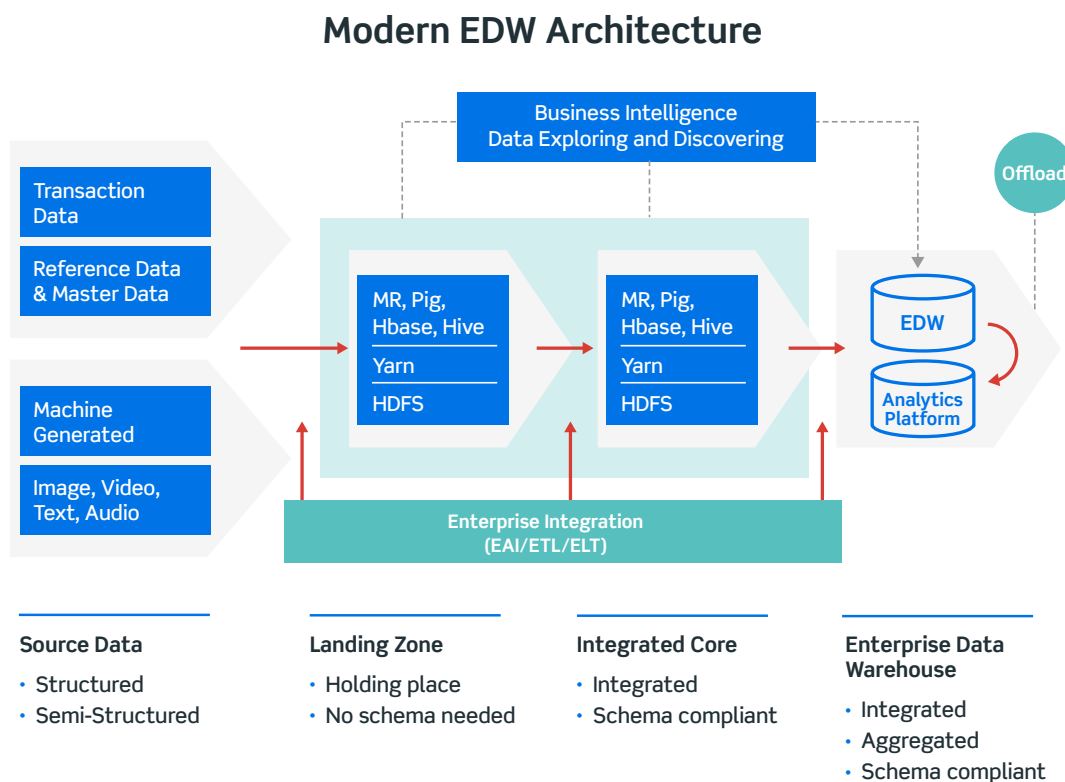 Modern EDW Architecture
Business Intelligence
Data Exploring and Discovering
Offload
Transaction
Data
Reference Data
& Master Data
Machine
Generated
Image, Video,
Text, Audio
MR, Pig,
Hbase, Hive
Yarn
HDFS
MR, Pig,
Hbase, Hive
Yarn
HDFS
EDW
Analytics
Platform
Enterprise Integration
(EAI/ETL/ELT)
Source Data
• Structured
• Semi-Structured
Landing Zone
• Holding place
• No schema needed
Integrated Core
• Integrated
• Schema compliant
Enterprise Data
Warehouse
• Integrated
• Aggregated
• Schema compliant